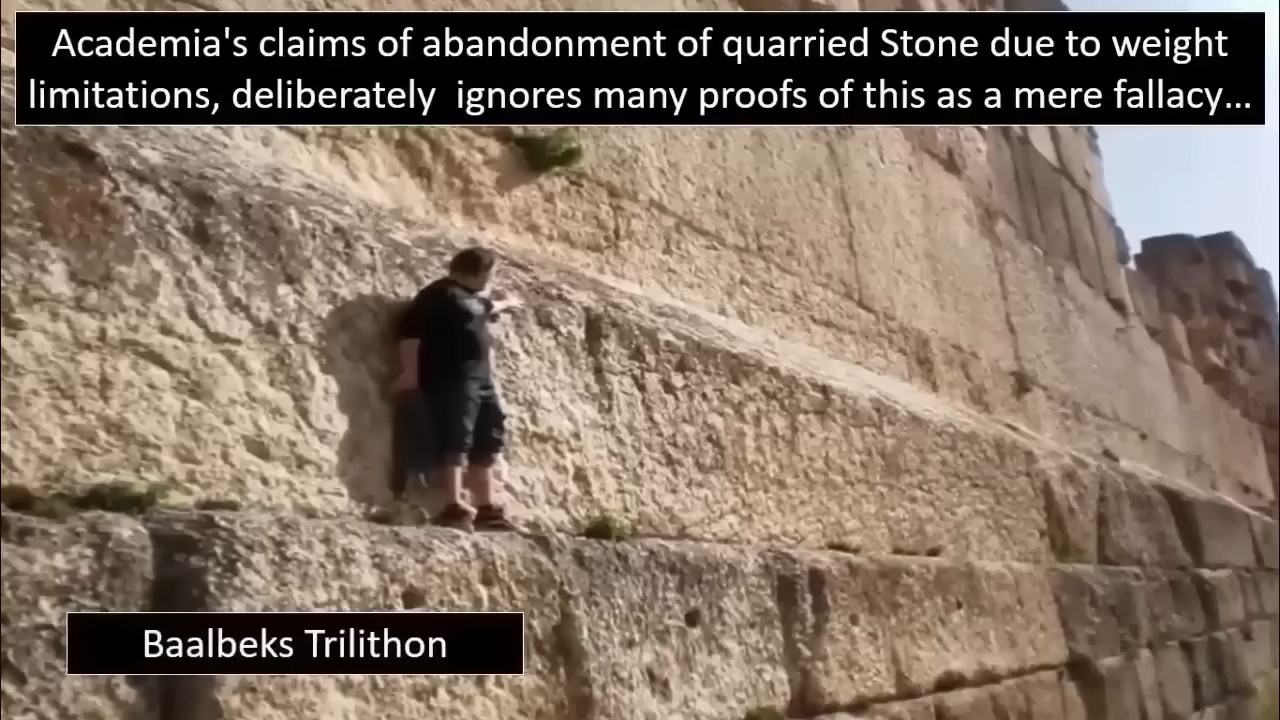 Academia's claims of abandonment of quarried Stone due to weight
limitations, deliberately  ignores many proofs of this as a mere fallacy...
Baalbeks Trilithon